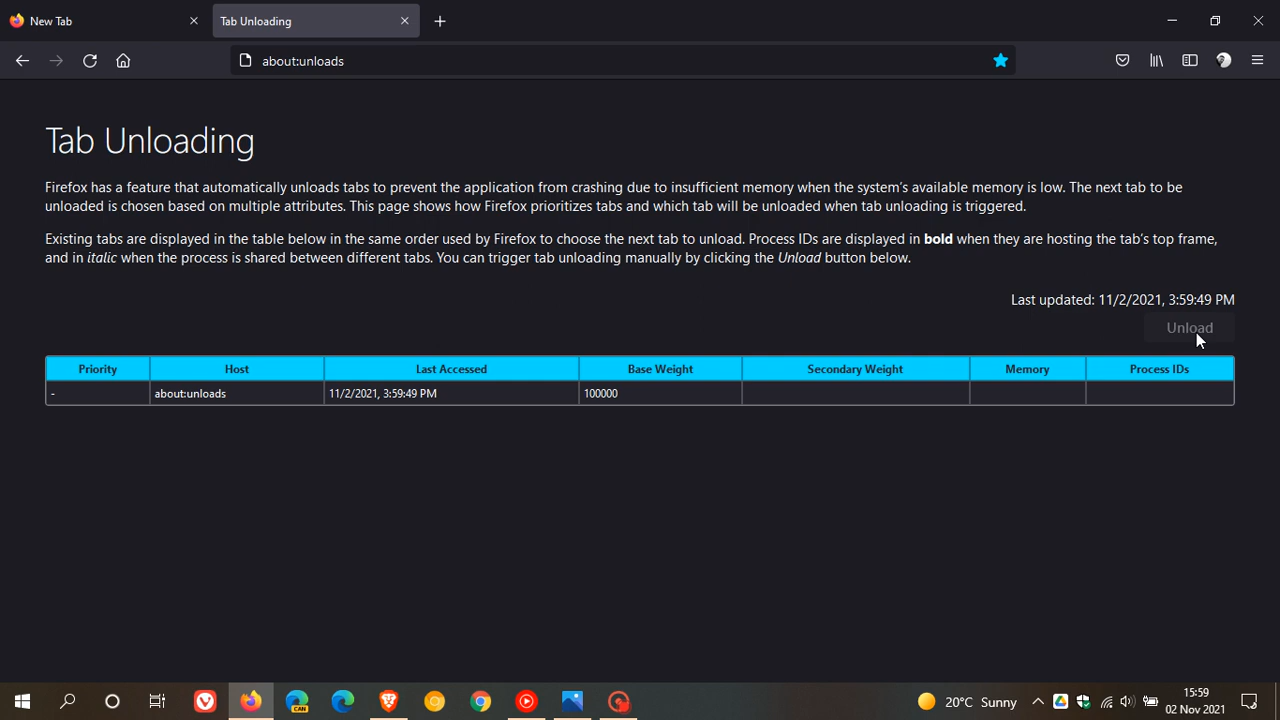 New Tab
Tab Unloading
about:unloads
Tab Unloading
Firefox has a feature that automatically unloads tabs to prevent the application from crashing due to insufficient memory when the system's available memory is low. The next tab to be
unloaded is chosen based on multiple attributes. This page shows how Firefox prioritizes tabs and which tab will be unloaded when tab unloading is triggered.
Existing tabs are displayed in the table below in the same order used by Firefox to choose the next tab to unload. Process IDs are displayed in bold when they are hosting the tab's top frame,
and in italic when the process is shared between different tabs. You can trigger tab unloading manually by clicking the Unload button below.
Last updated: 11/2/2021, 3:59:49 PM
Unload
Priority Host Last Accessed Base Weight Secondary Weight Memory Process IDs
- about:unloads 11/2/2021, 3:59:49 PM 100000
CAN
20°C Sunny
15:59
02 Nov 2021